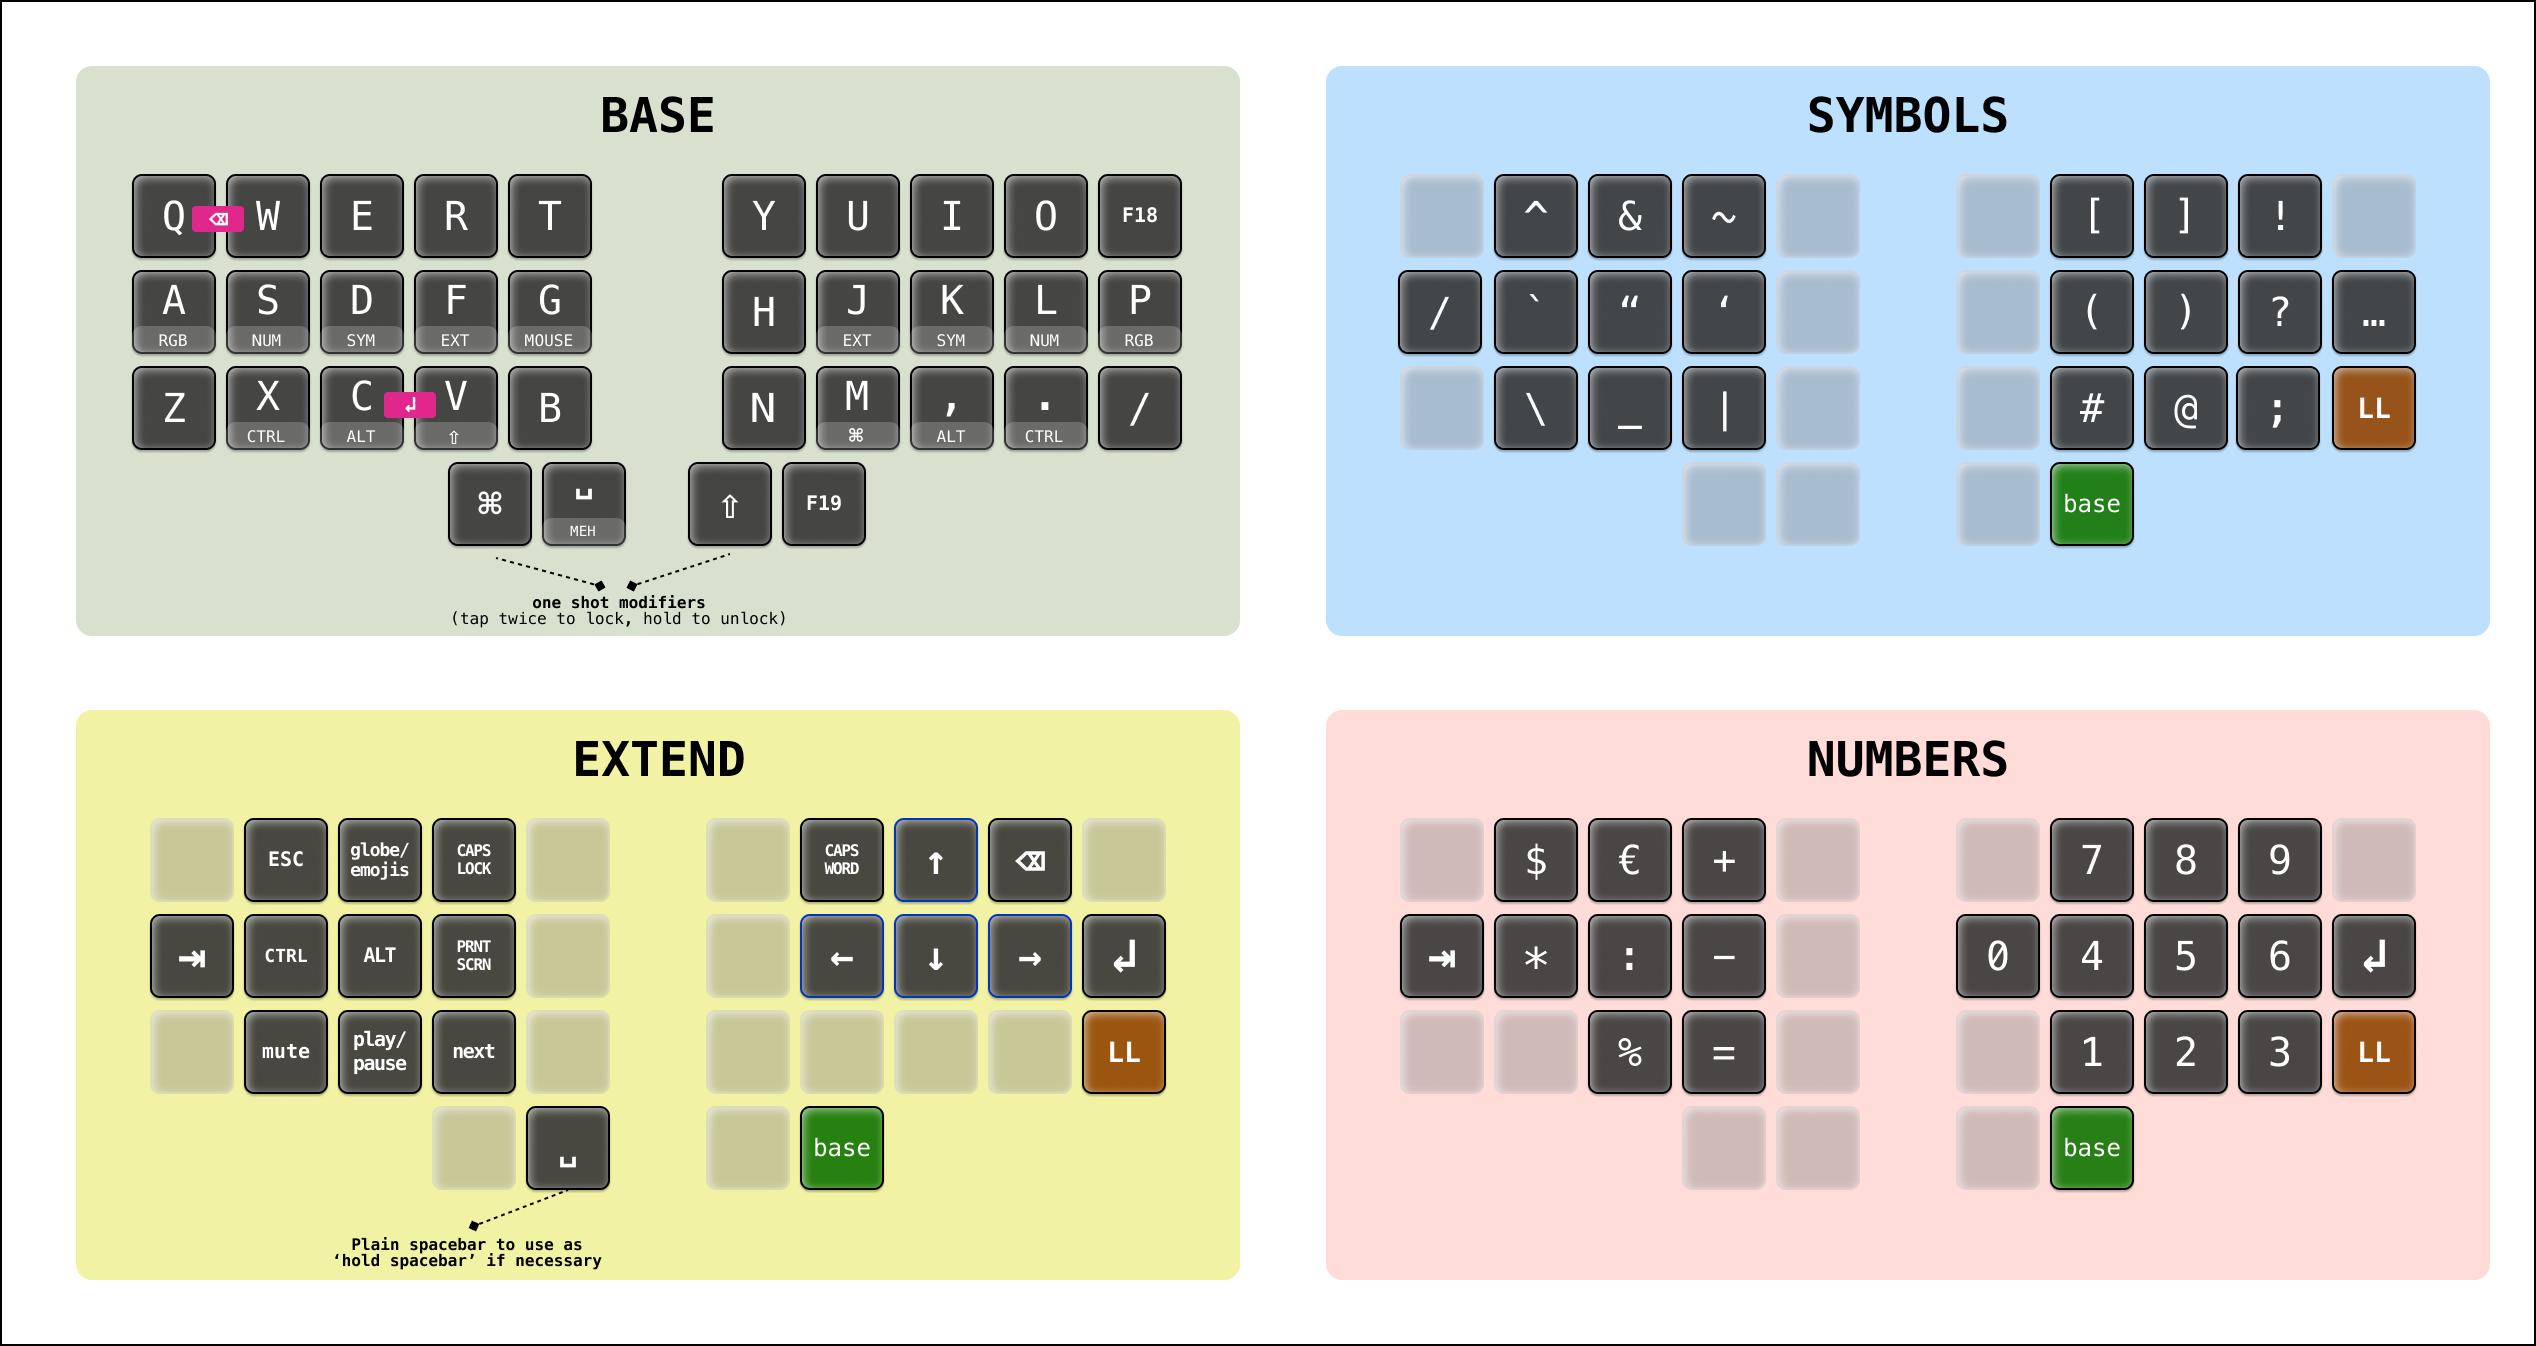 BASE
Q ⌫ W E R T Y U I O F18
A S D F G H J K L P
RGB NUM SYM EXT MOUSE EXT SYM NUM RGB
Z X C ↲ V B N M , . /
CTRL ALT ⇧ ⌘ ALT CTRL
⌘ ␣ ⇧ F19
MEH
one shot modifiers
(tap twice to lock, hold to unlock)
SYMBOLS
^ & ~ [ ] !
/ ` “ ‘ ( ) ? …
\ _ | # @ ; LL
base
EXTEND
ESC globe/ CAPS CAPS ↑ ⌫
emojis LOCK WORD
⇥ CTRL ALT PRNT ← ↓ → ↲
SCRN
mute play/ next LL
pause
␣ base
Plain spacebar to use as
‘hold spacebar’ if necessary
NUMBERS
$ € + 7 8 9
⇥ * : − 0 4 5 6 ↲
% = 1 2 3 LL
base